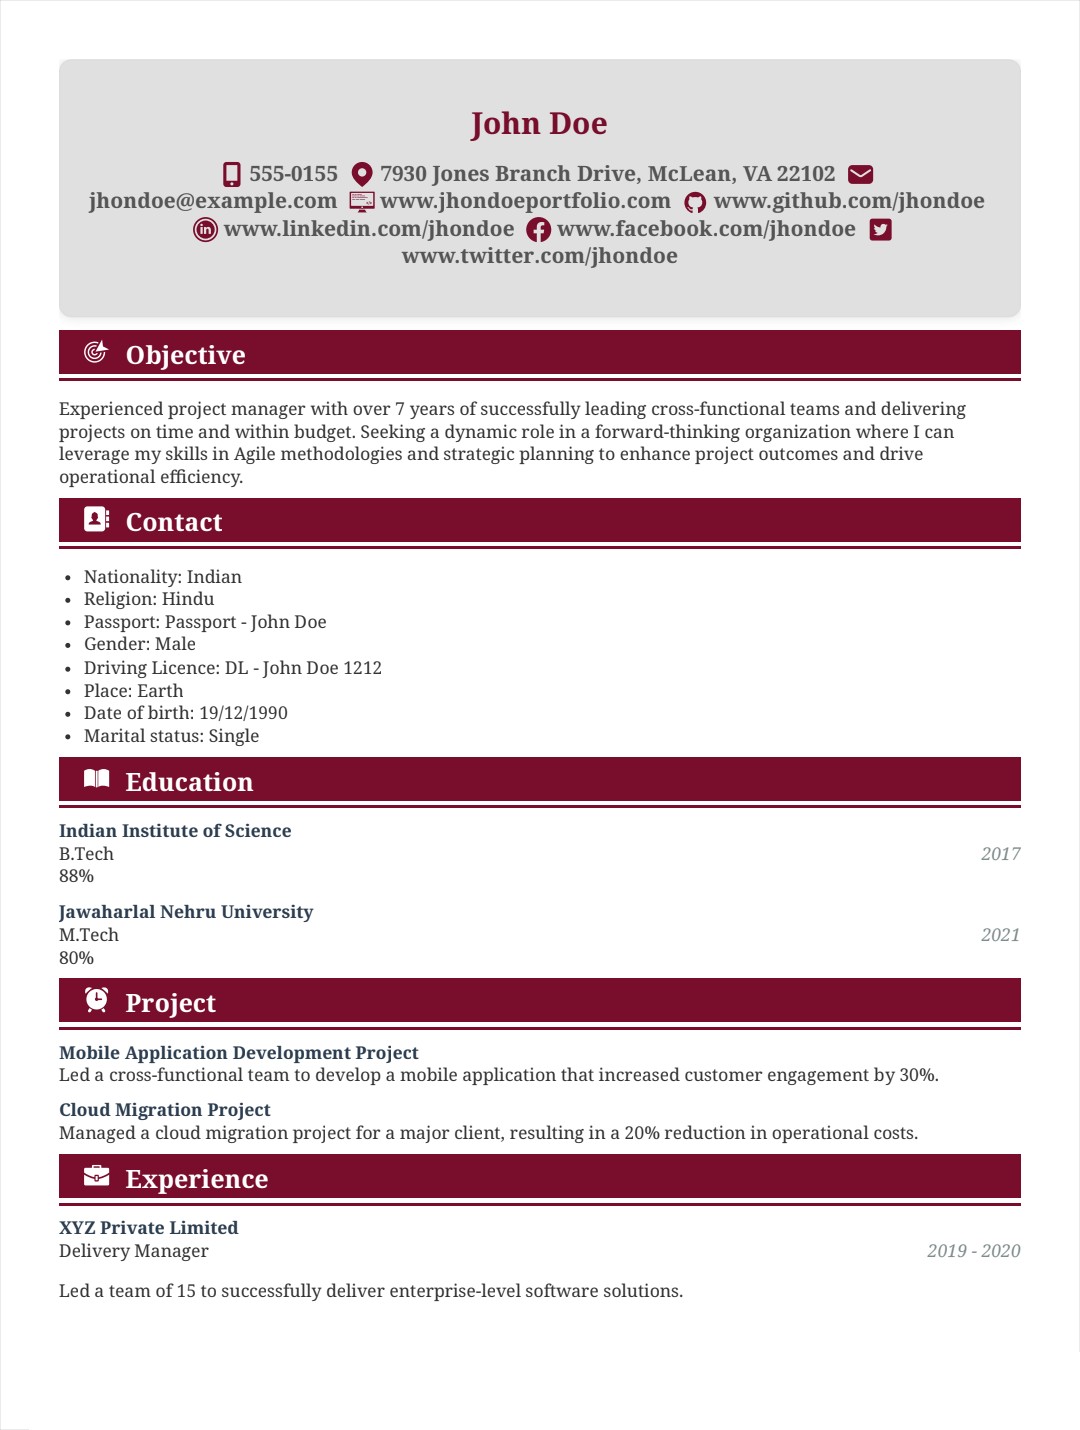 John Doe
555-0155 7930 Jones Branch Drive, McLean, VA 22102
jhondoe@example.com www.jhondoeportfolio.com www.github.com/jhondoe
www.linkedin.com/jhondoe www.facebook.com/jhondoe
www.twitter.com/jhondoe
Objective
Experienced project manager with over 7 years of successfully leading cross-functional teams and delivering
projects on time and within budget. Seeking a dynamic role in a forward-thinking organization where I can
leverage my skills in Agile methodologies and strategic planning to enhance project outcomes and drive
operational efficiency.
Contact
• Nationality: Indian
• Religion: Hindu
• Passport: Passport - John Doe
• Gender: Male
• Driving Licence: DL - John Doe 1212
• Place: Earth
• Date of birth: 19/12/1990
• Marital status: Single
Education
Indian Institute of Science
B.Tech 2017
88%
Jawaharlal Nehru University
M.Tech 2021
80%
Project
Mobile Application Development Project
Led a cross-functional team to develop a mobile application that increased customer engagement by 30%.
Cloud Migration Project
Managed a cloud migration project for a major client, resulting in a 20% reduction in operational costs.
Experience
XYZ Private Limited
Delivery Manager 2019 - 2020
Led a team of 15 to successfully deliver enterprise-level software solutions.